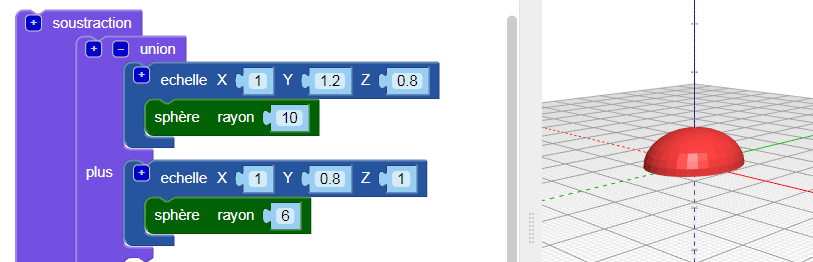 + soustraction
+ − union
+ echelle X 1 Y 1.2 Z 0.8
sphère rayon 10
plus + echelle X 1 Y 0.8 Z 1
sphère rayon 6